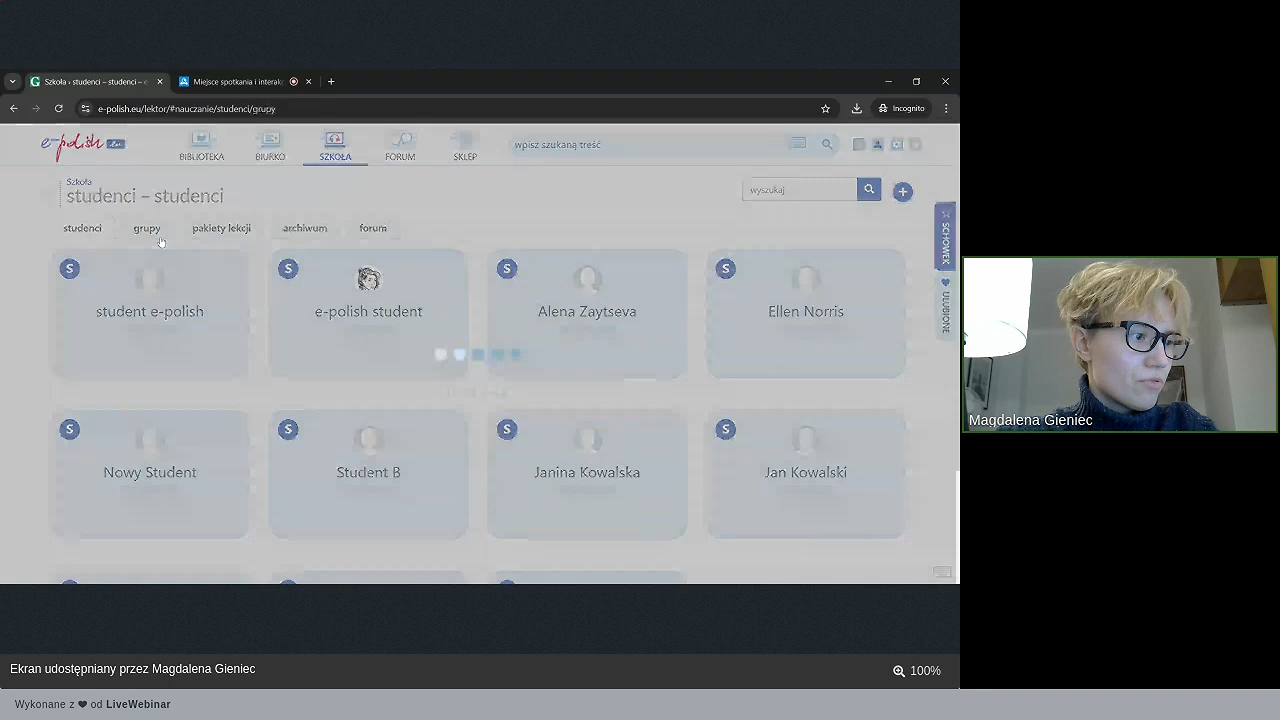 Szkoła › studenci – studenci – e-
Miejsce spotkania i interak
e-polish.eu/lektor/#nauczanie/studenci/grupy
Incognito
e-polish.eu
BIBLIOTEKA
BIURKO
SZKOŁA
FORUM
SKLEP
wpisz szukaną treść
Szkoła
studenci – studenci
wyszukaj
studenci
grupy
pakiety lekcji
archiwum
forum
SCHOWEK
ULUBIONE
S
student e-polish
S
e-polish student
S
Alena Zaytseva
S
Ellen Norris
S
Nowy Student
S
Student B
S
Janina Kowalska
S
Jan Kowalski
Magdalena Gieniec
Ekran udostępniany przez Magdalena Gieniec
100%
Wykonane z ❤ od LiveWebinar